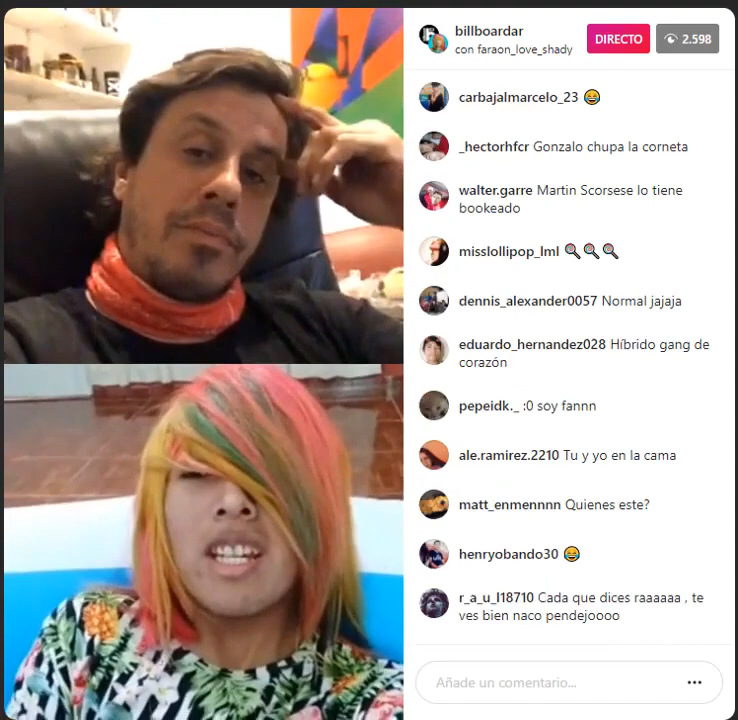 billboardar
con faraon_love_shady
DIRECTO
2.598
carbajalmarcelo_23 😂
_hectorhfcr Gonzalo chupa la corneta
walter.garre Martin Scorsese lo tiene
bookeado
misslollipop_lml 🍭🍭🍭
dennis_alexander0057 Normal jajaja
eduardo_hernandez028 Híbrido gang de
corazón
pepeidk._ :0 soy fannn
ale.ramirez.2210 Tu y yo en la cama
matt_enmennnn Quienes este?
henryobando30 😂
r_a_u_l18710 Cada que dices raaaaaa , te
ves bien naco pendejoooo
Añade un comentario...